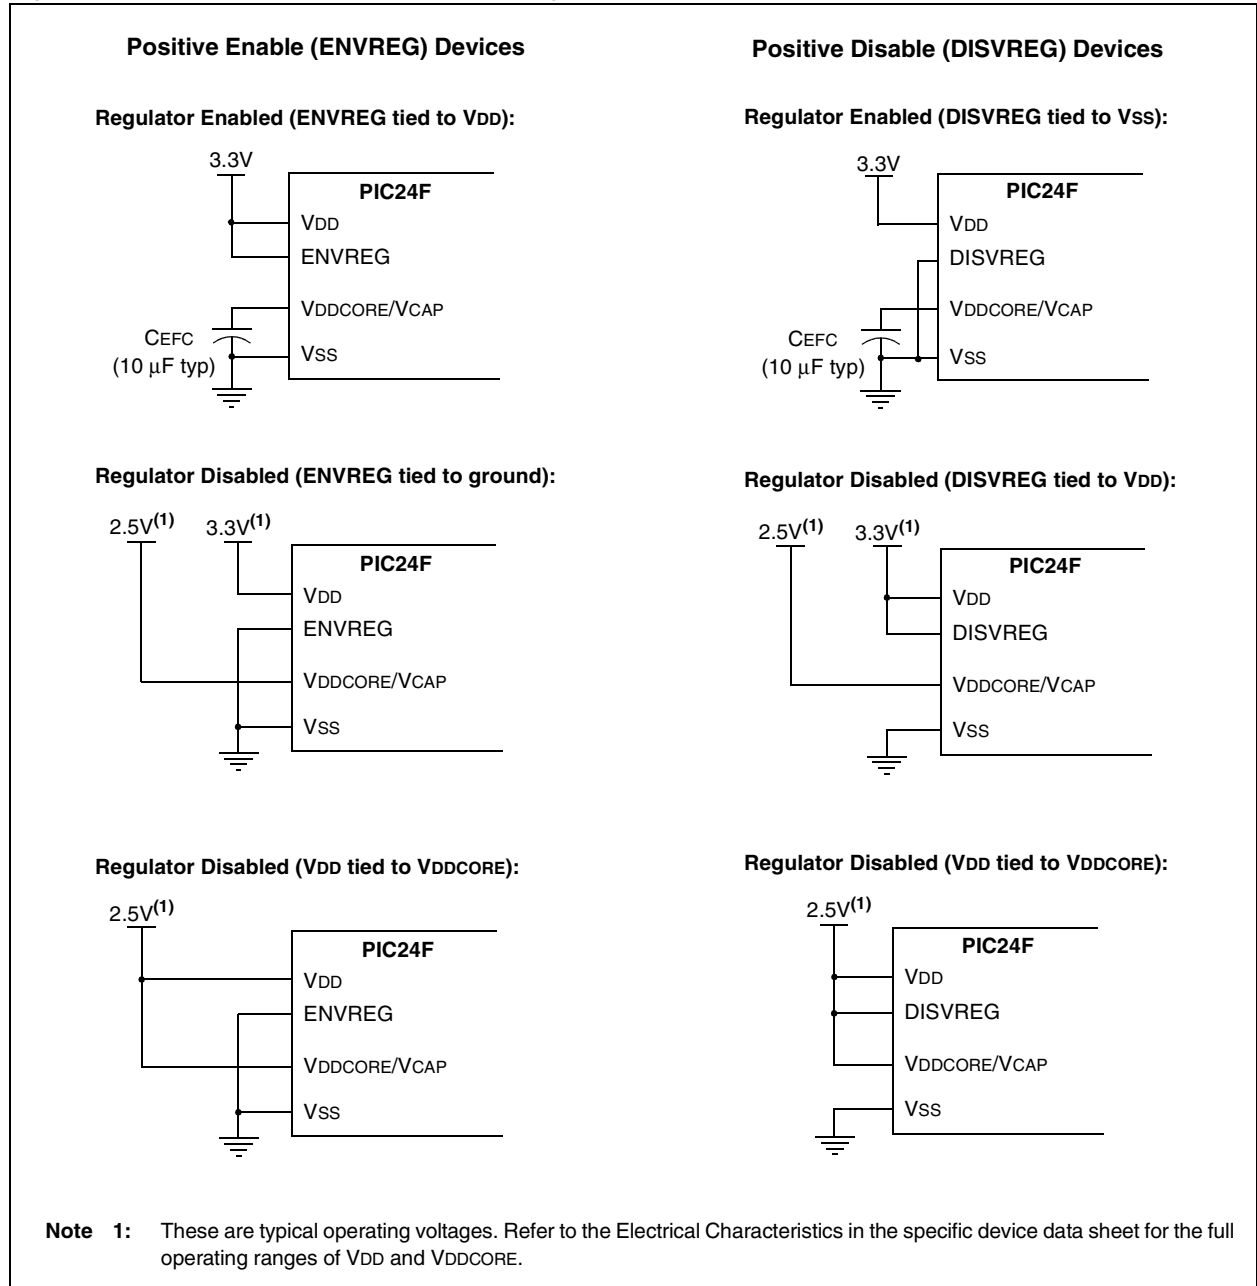 Positive Enable (ENVREG) Devices
Regulator Enabled (ENVREG tied to VDD):
3.3V
PIC24F
VDD
ENVREG
VDDCORE/VCAP
CEFC
(10 μF typ)
VSS
Regulator Disabled (ENVREG tied to ground):
2.5V(1) 3.3V(1)
PIC24F
VDD
ENVREG
VDDCORE/VCAP
VSS
Regulator Disabled (VDD tied to VDDCORE):
2.5V(1)
PIC24F
VDD
ENVREG
VDDCORE/VCAP
VSS
Positive Disable (DISVREG) Devices
Regulator Enabled (DISVREG tied to VSS):
3.3V
PIC24F
VDD
DISVREG
VDDCORE/VCAP
CEFC
(10 μF typ)
VSS
Regulator Disabled (DISVREG tied to VDD):
2.5V(1) 3.3V(1)
PIC24F
VDD
DISVREG
VDDCORE/VCAP
VSS
Regulator Disabled (VDD tied to VDDCORE):
2.5V(1)
PIC24F
VDD
DISVREG
VDDCORE/VCAP
VSS
Note 1: These are typical operating voltages. Refer to the Electrical Characteristics in the specific device data sheet for the full
operating ranges of VDD and VDDCORE.